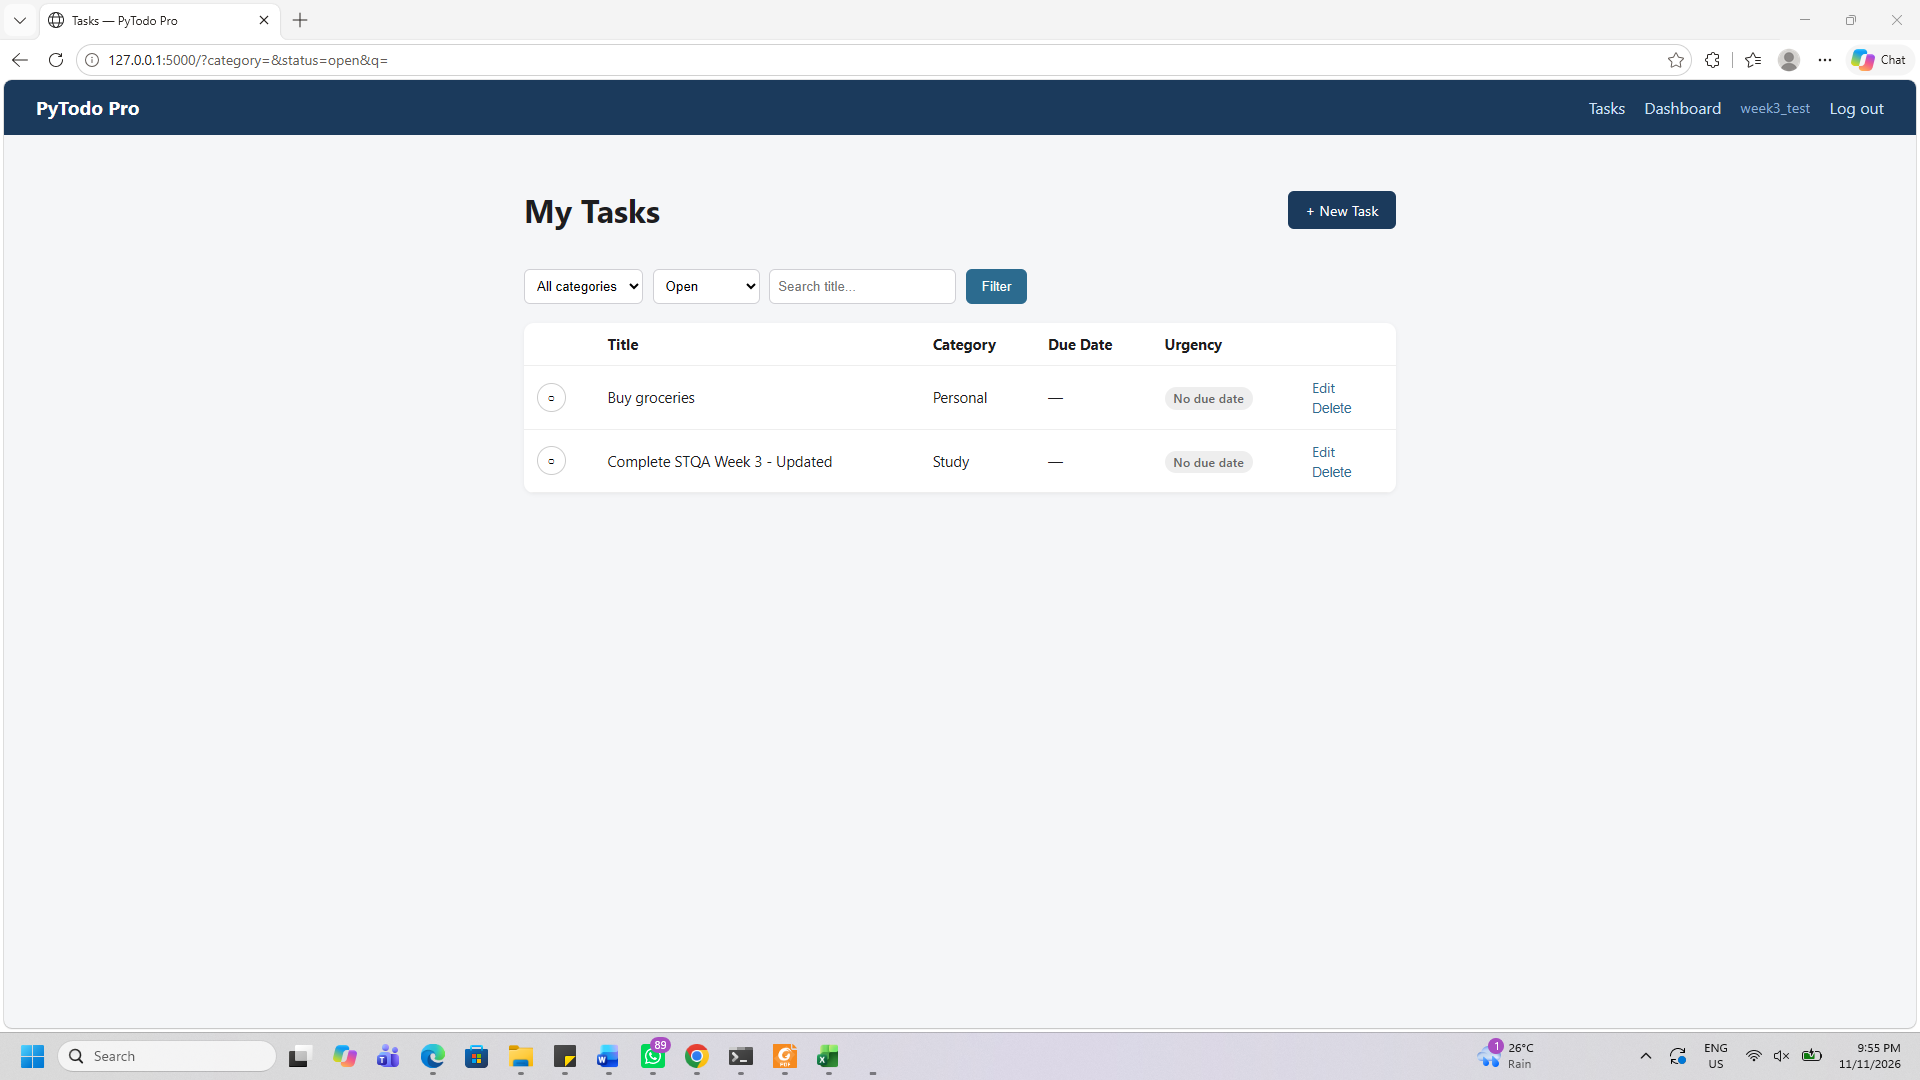 Tasks — PyTodo Pro
127.0.0.1:5000/?category=&status=open&q=
Chat
PyTodo Pro
Tasks Dashboard week3_test Log out
My Tasks
+ New Task
All categories Open Search title... Filter
Title Category Due Date Urgency
Buy groceries Personal — No due date Edit
Delete
Complete STQA Week 3 - Updated Study — No due date Edit
Delete
Search
89
1
26°C
Rain
ENG
US
9:55 PM
11/11/2026